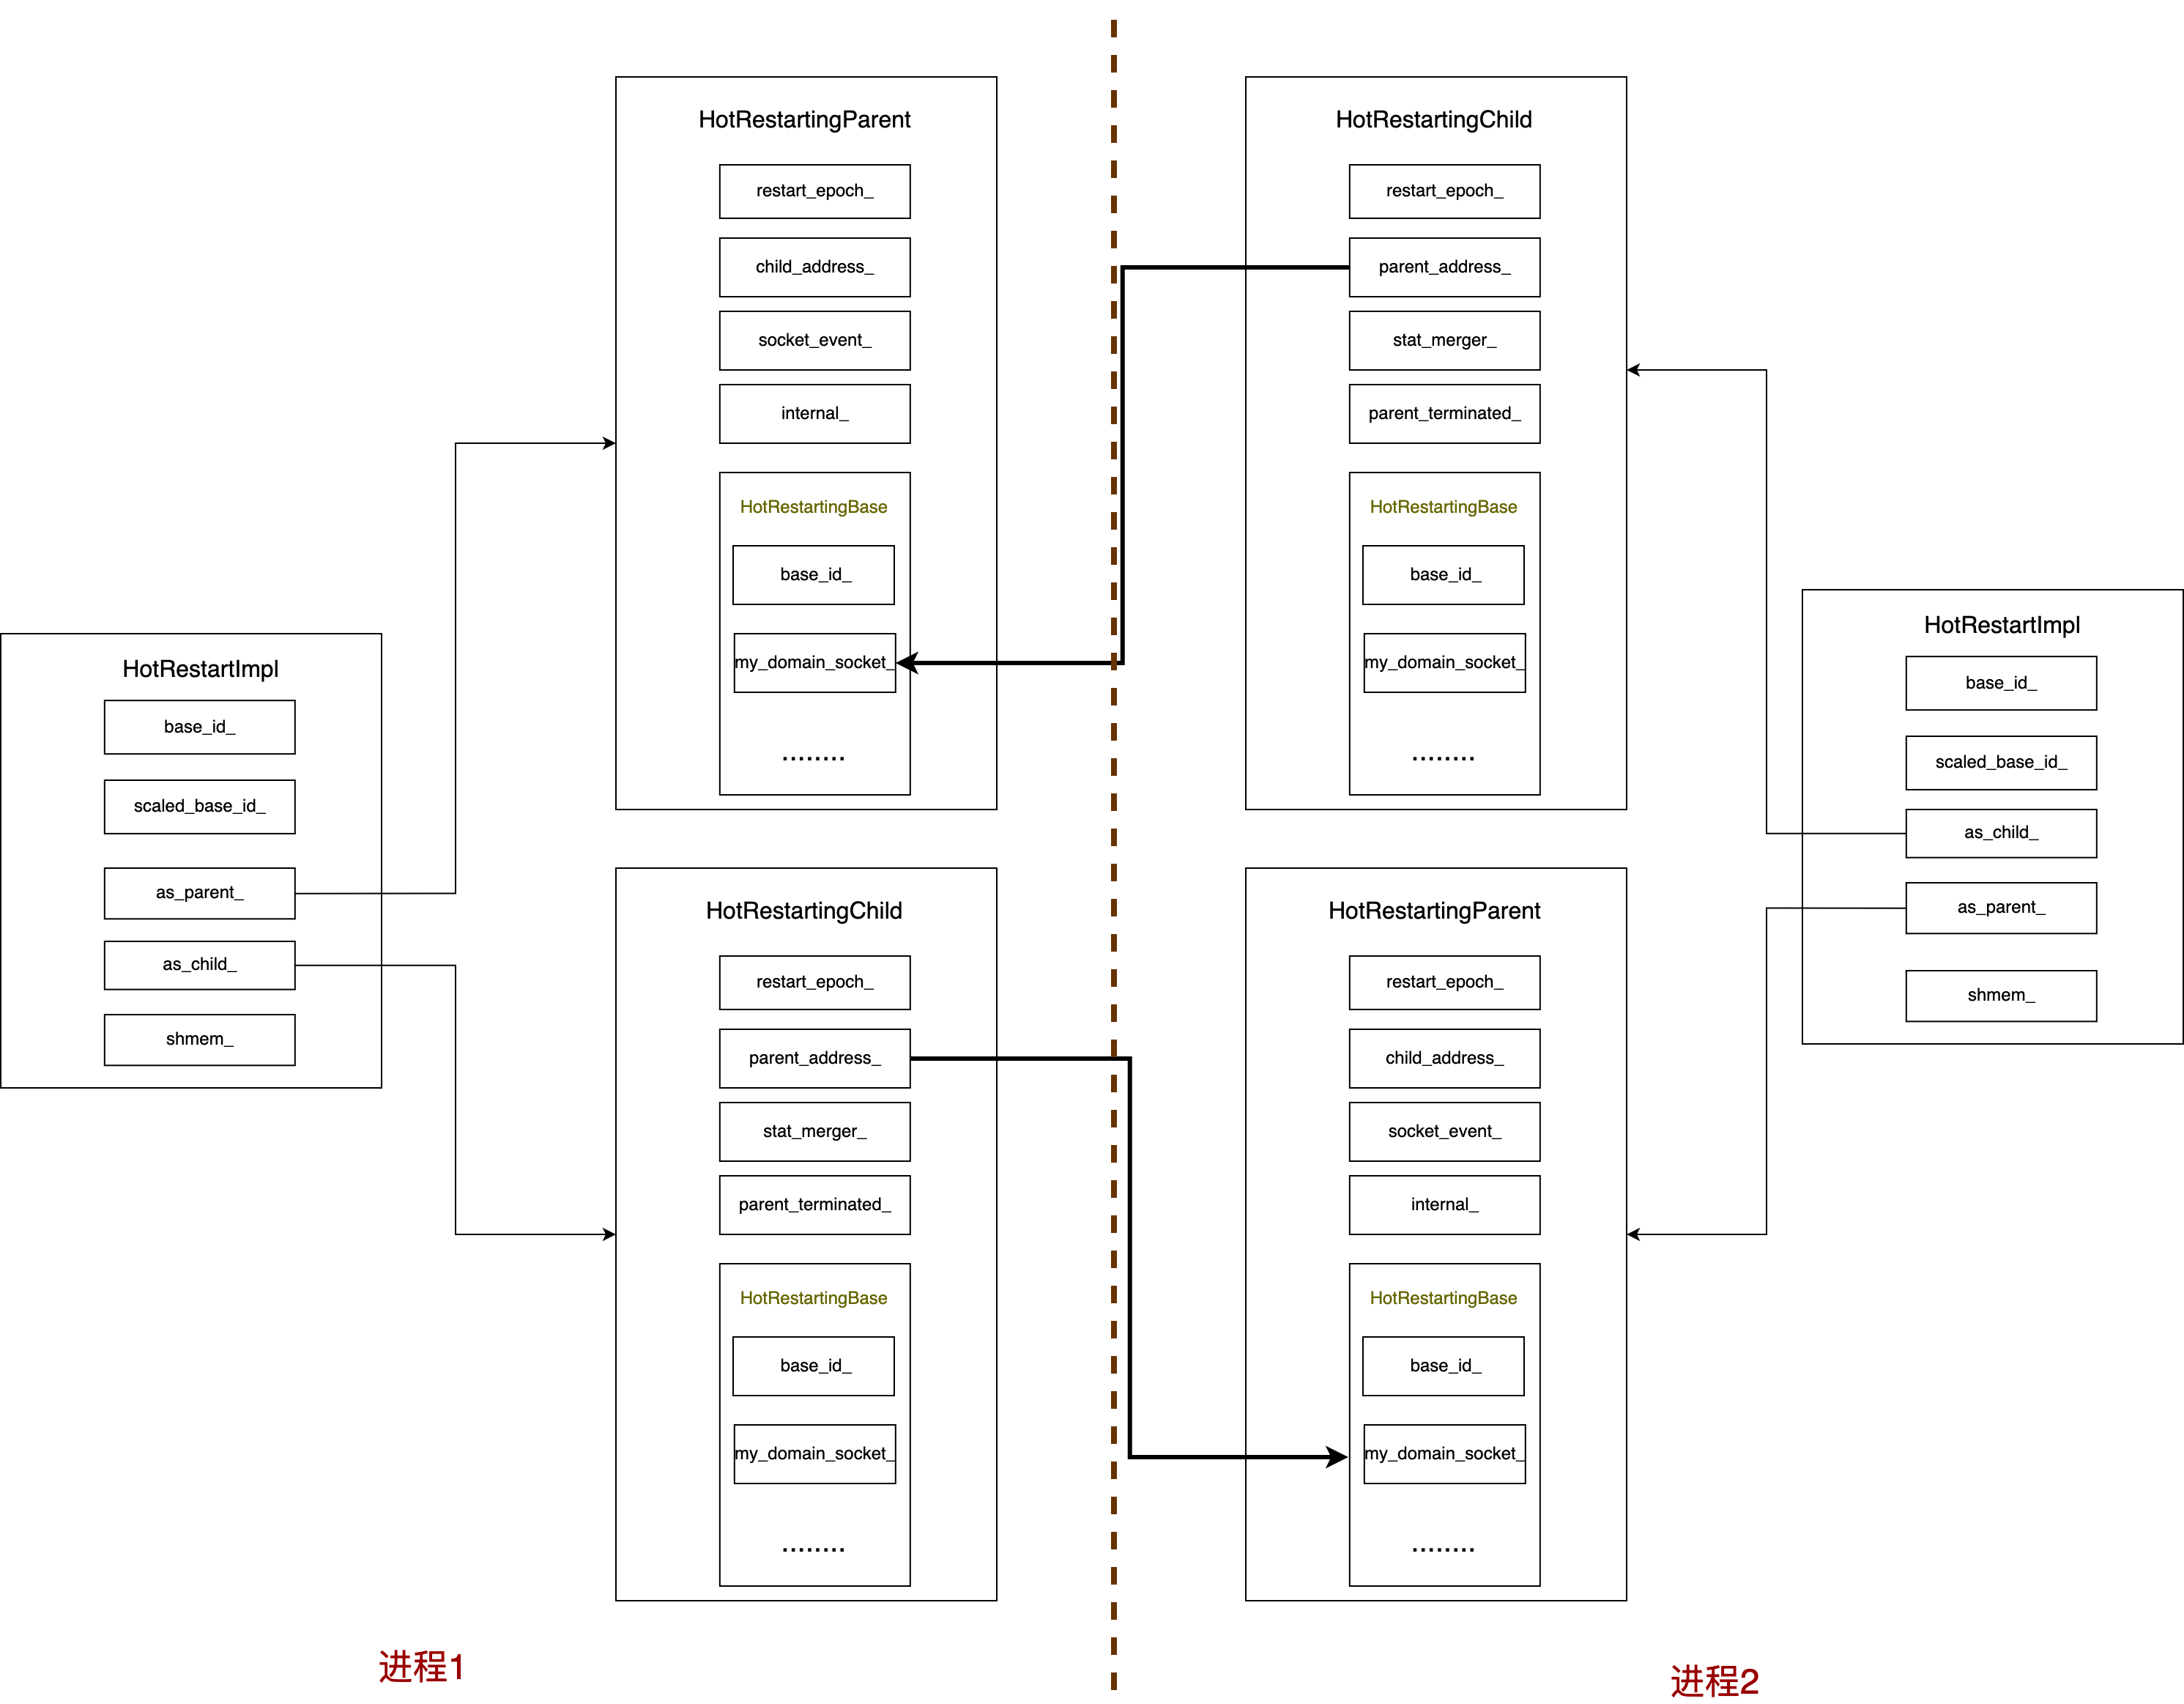 HotRestartImpl
base_id_
scaled_base_id_
as_parent_
as_child_
shmem_
HotRestartingParent
restart_epoch_
child_address_
socket_event_
internal_
HotRestartingBase
base_id_
my_domain_socket_
........
HotRestartingChild
restart_epoch_
parent_address_
stat_merger_
parent_terminated_
HotRestartingBase
base_id_
my_domain_socket_
........
进程1
HotRestartingChild
restart_epoch_
parent_address_
stat_merger_
parent_terminated_
HotRestartingBase
base_id_
my_domain_socket_
........
HotRestartingParent
restart_epoch_
child_address_
socket_event_
internal_
HotRestartingBase
base_id_
my_domain_socket_
........
HotRestartImpl
base_id_
scaled_base_id_
as_child_
as_parent_
shmem_
进程2